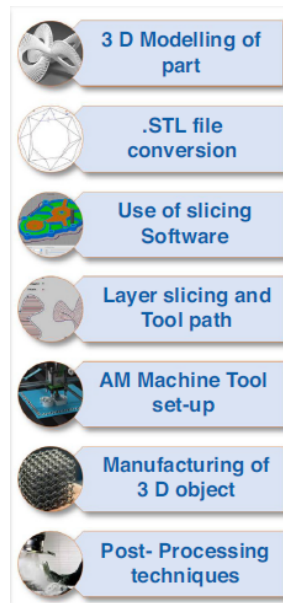 3 D Modelling of
part
.STL file
conversion
Use of slicing
Software
Layer slicing and
Tool path
AM Machine Tool
set-up
Manufacturing of
3 D object
Post- Processing
techniques